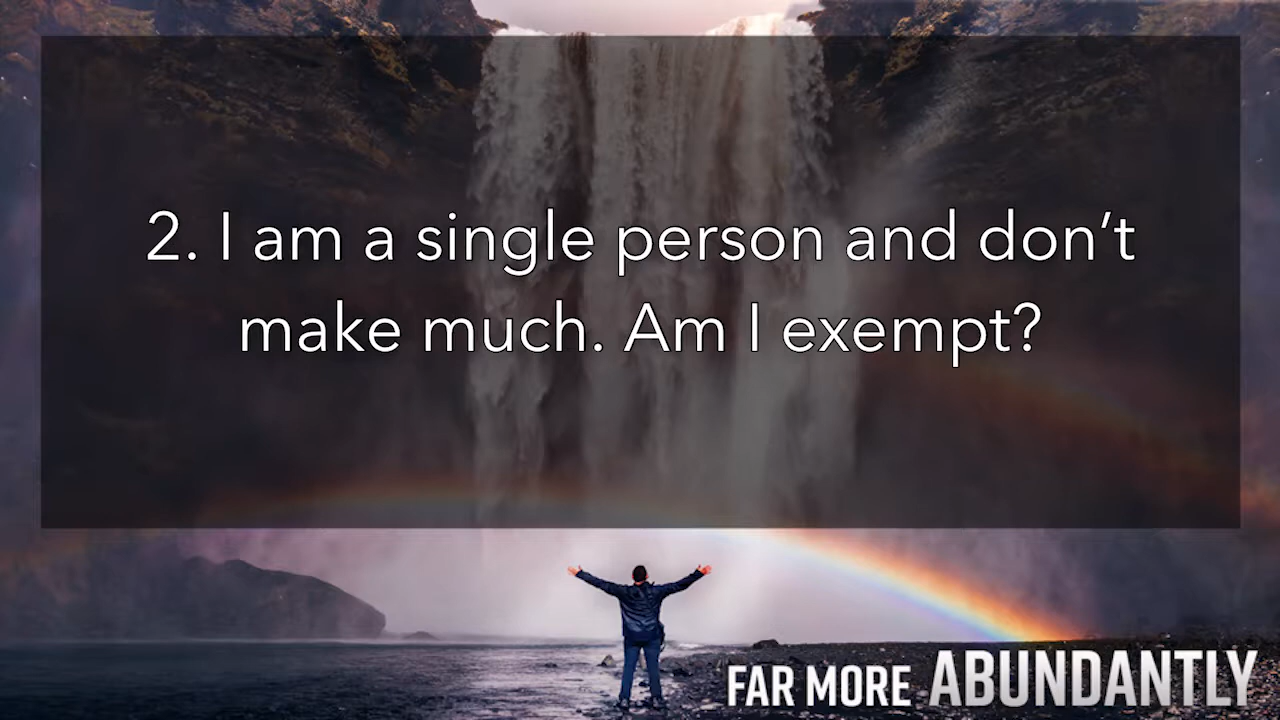 2. I am a single person and don’t
make much. Am I exempt?
FAR MORE ABUNDANTLY